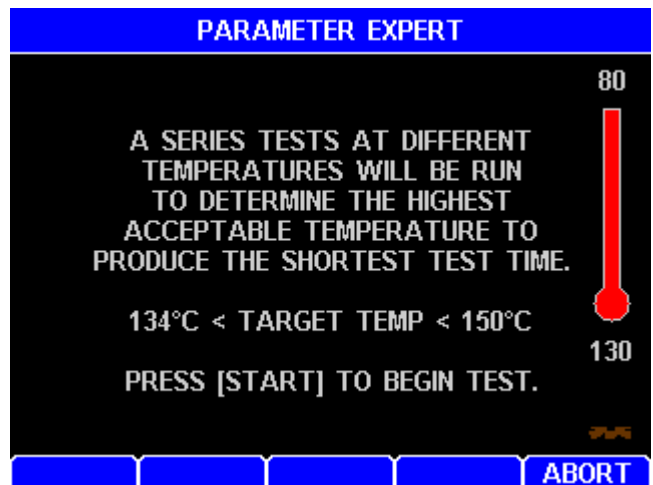 PARAMETER EXPERT
80
A SERIES TESTS AT DIFFERENT
TEMPERATURES WILL BE RUN
TO DETERMINE THE HIGHEST
ACCEPTABLE TEMPERATURE TO
PRODUCE THE SHORTEST TEST TIME.
134°C < TARGET TEMP < 150°C
130
PRESS [START] TO BEGIN TEST.
ABORT